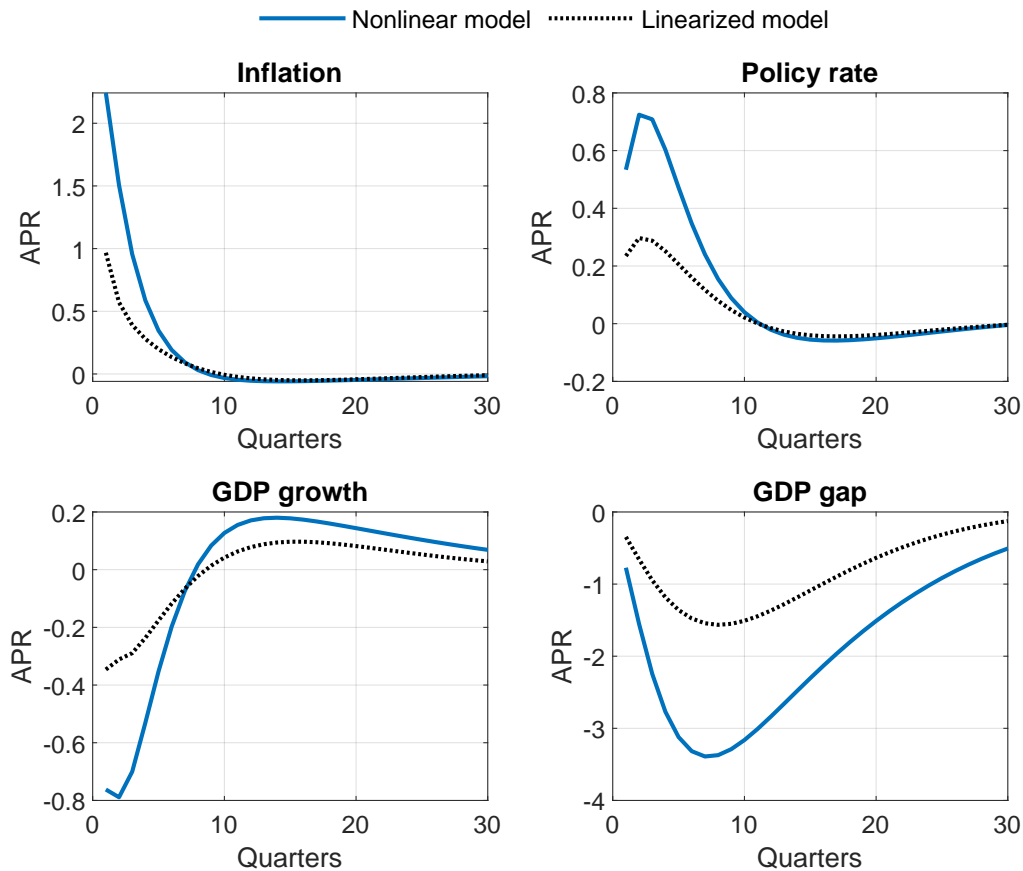 Nonlinear model Linearized model
Inflation
APR
2
1.5
1
0.5
0
0 10 20 30
Quarters
Policy rate
APR
0.8
0.6
0.4
0.2
0
-0.2
0 10 20 30
Quarters
GDP growth
APR
0.2
0
-0.2
-0.4
-0.6
-0.8
0 10 20 30
Quarters
GDP gap
APR
0
-1
-2
-3
-4
0 10 20 30
Quarters